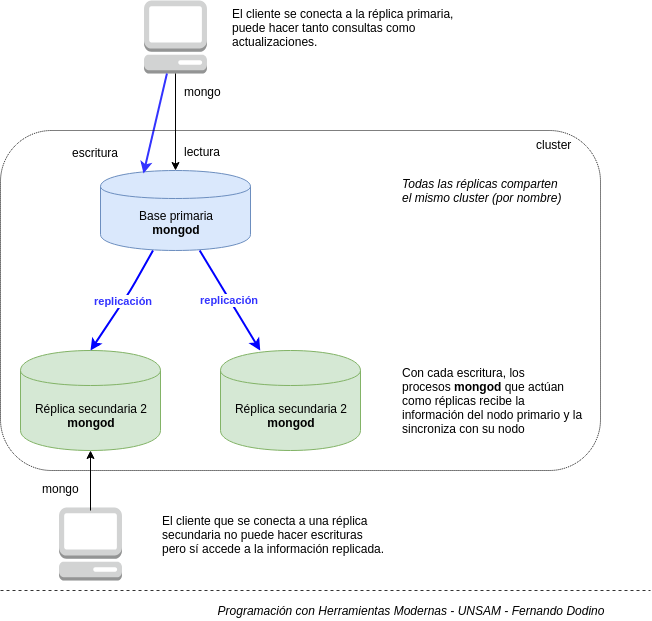 El cliente se conecta a la réplica primaria,
puede hacer tanto consultas como
actualizaciones.
mongo
escritura
lectura
cluster
Base primaria
mongod
Todas las réplicas comparten
el mismo cluster (por nombre)
replicación
replicación
Réplica secundaria 2
mongod
Réplica secundaria 2
mongod
Con cada escritura, los
procesos mongod que actúan
como réplicas recibe la
información del nodo primario y la
sincroniza con su nodo
mongo
El cliente que se conecta a una réplica
secundaria no puede hacer escrituras
pero sí accede a la información replicada.
Programación con Herramientas Modernas - UNSAM - Fernando Dodino